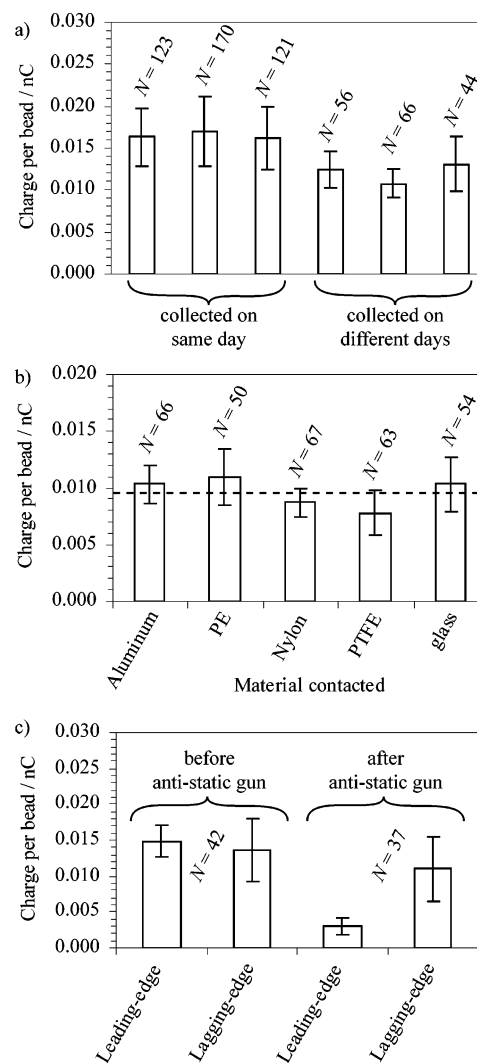 a)
0.030
0.025
0.020
0.015
0.010
0.005
0.000
Charge per bead / nC
N = 123
N = 170
N = 121
N = 56
N = 66
N = 44
collected on
same day
collected on
different days
b)
0.020
0.015
0.010
0.005
0.000
Charge per bead / nC
N = 66
N = 50
N = 67
N = 63
N = 54
Aluminum
PE
Nylon
PTFE
glass
Material contacted
c)
0.030
0.025
0.020
0.015
0.010
0.005
0.000
Charge per bead / nC
before
anti-static gun
after
anti-static gun
N = 42
N = 37
Leading-edge
Lagging-edge
Leading-edge
Lagging-edge